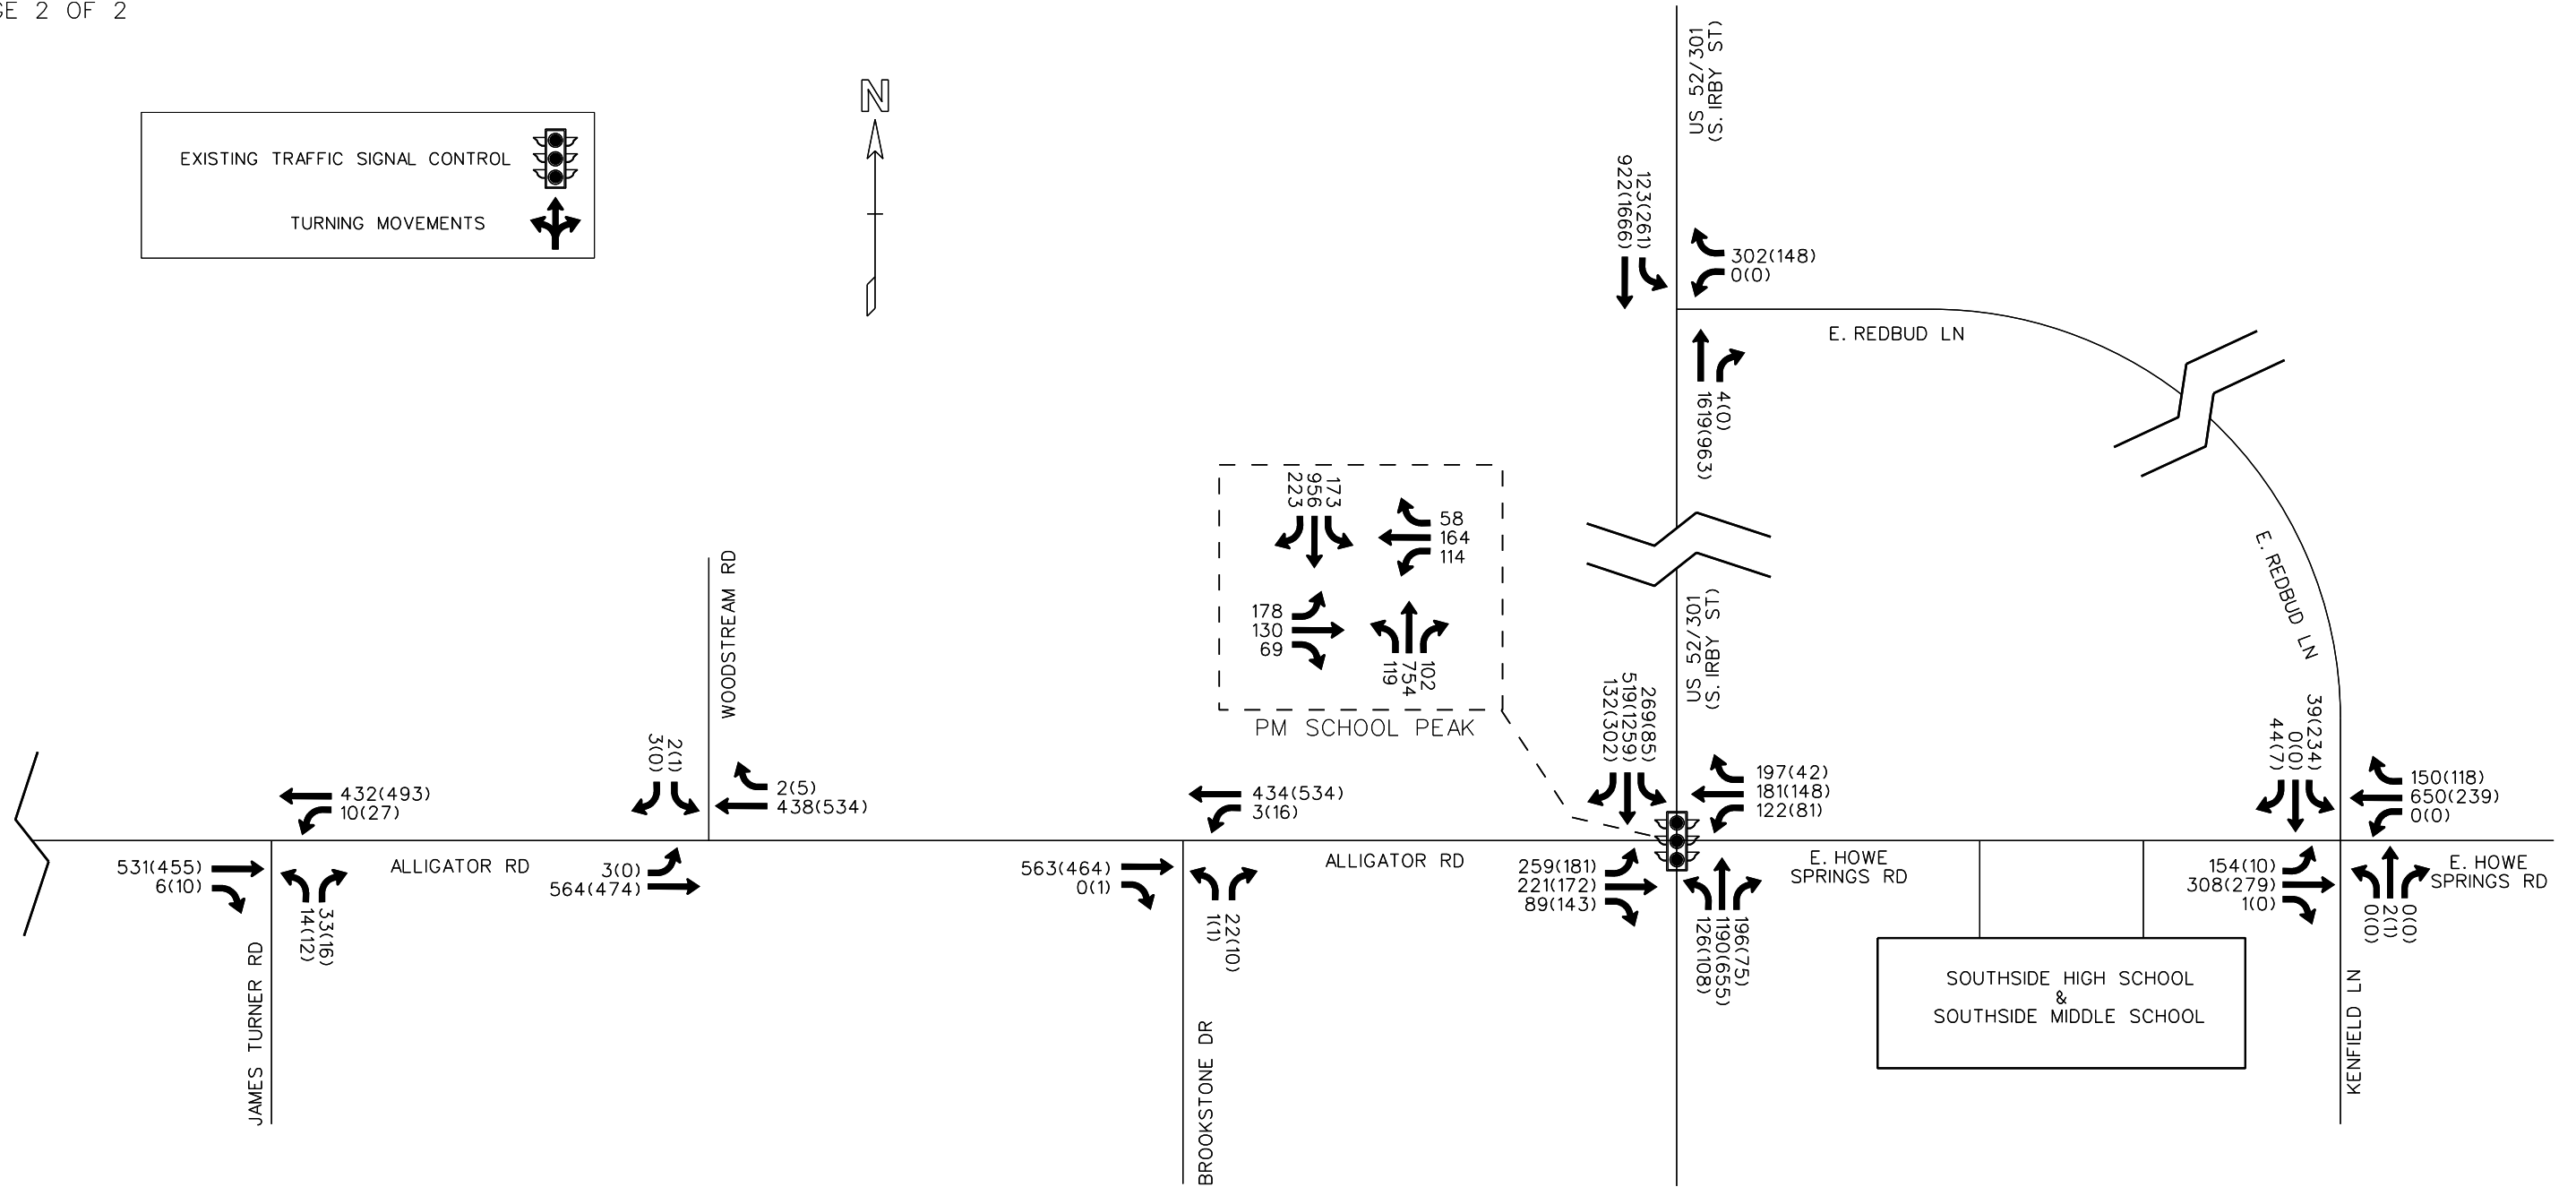 GE 2 OF 2
EXISTING TRAFFIC SIGNAL CONTROL
TURNING MOVEMENTS
N
US 52/301
(S. IRBY ST)
922(1666)
123(261)
302(148)
0(0)
E. REDBUD LN
1619(963)
4(0)
223
956
173
58
164
114
178
130
69
119
754
102
PM SCHOOL PEAK
US 52/301
(S. IRBY ST)
E. REDBUD LN
WOODSTREAM RD
3(0)
2(1)
2(5)
438(534)
3(0)
564(474)
432(493)
10(27)
531(455)
6(10)
14(12)
33(16)
ALLIGATOR RD
JAMES TURNER RD
434(534)
3(16)
563(464)
0(1)
1(1)
22(10)
BROOKSTONE DR
ALLIGATOR RD
132(302)
519(1259)
269(85)
197(42)
181(148)
122(81)
259(181)
221(172)
89(143)
126(108)
1190(655)
196(75)
E. HOWE
SPRINGS RD
44(7)
0(0)
39(234)
150(118)
650(239)
0(0)
154(10)
308(279)
1(0)
0(0)
2(1)
0(0)
E. HOWE
SPRINGS RD
SOUTHSIDE HIGH SCHOOL
&
SOUTHSIDE MIDDLE SCHOOL
KENFIELD LN